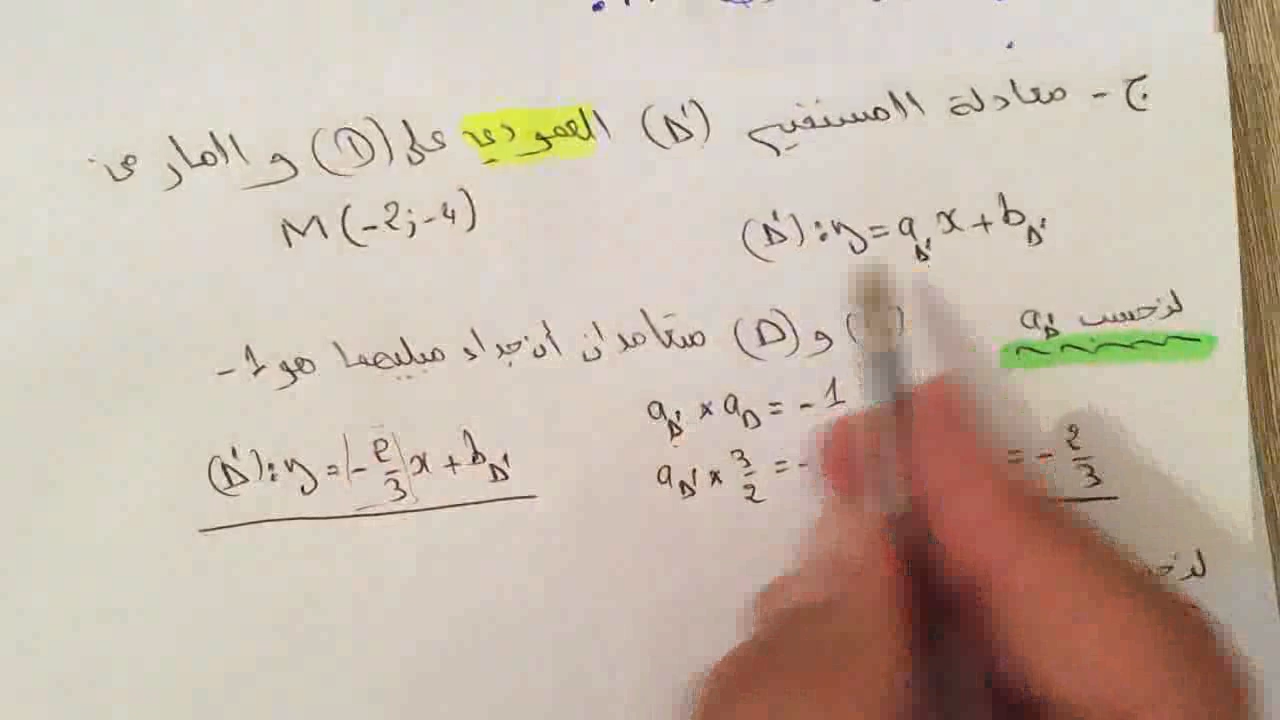 ج - معادلة المستقيم (D') العمودي على (D) و المار من
M(-2;-4)
(D'): y = a_D' x + b_D'
لنحسب a_D'
و (D) متعامدان أن جداء ميليهما هو 1-
a_D' × a_D = -1
a_D' × 3/2 = -
= -2/3
(D'): y = -2/3 x + b_D'